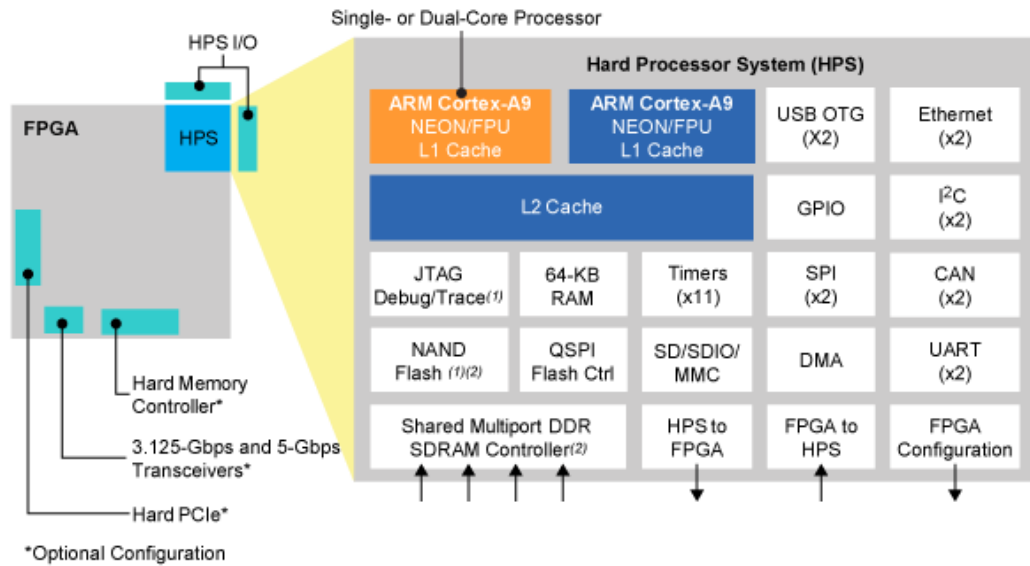 Single- or Dual-Core Processor
HPS I/O
FPGA
HPS
Hard Processor System (HPS)
ARM Cortex-A9
NEON/FPU
L1 Cache
ARM Cortex-A9
NEON/FPU
L1 Cache
USB OTG
(X2)
Ethernet
(x2)
L2 Cache
GPIO
I²C
(x2)
JTAG
Debug/Trace(1)
64-KB
RAM
Timers
(x11)
SPI
(x2)
CAN
(x2)
NAND
Flash (1)(2)
QSPI
Flash Ctrl
SD/SDIO/
MMC
DMA
UART
(x2)
Shared Multiport DDR
SDRAM Controller(2)
HPS to
FPGA
FPGA to
HPS
FPGA
Configuration
Hard Memory
Controller*
3.125-Gbps and 5-Gbps
Transceivers*
Hard PCIe*
*Optional Configuration